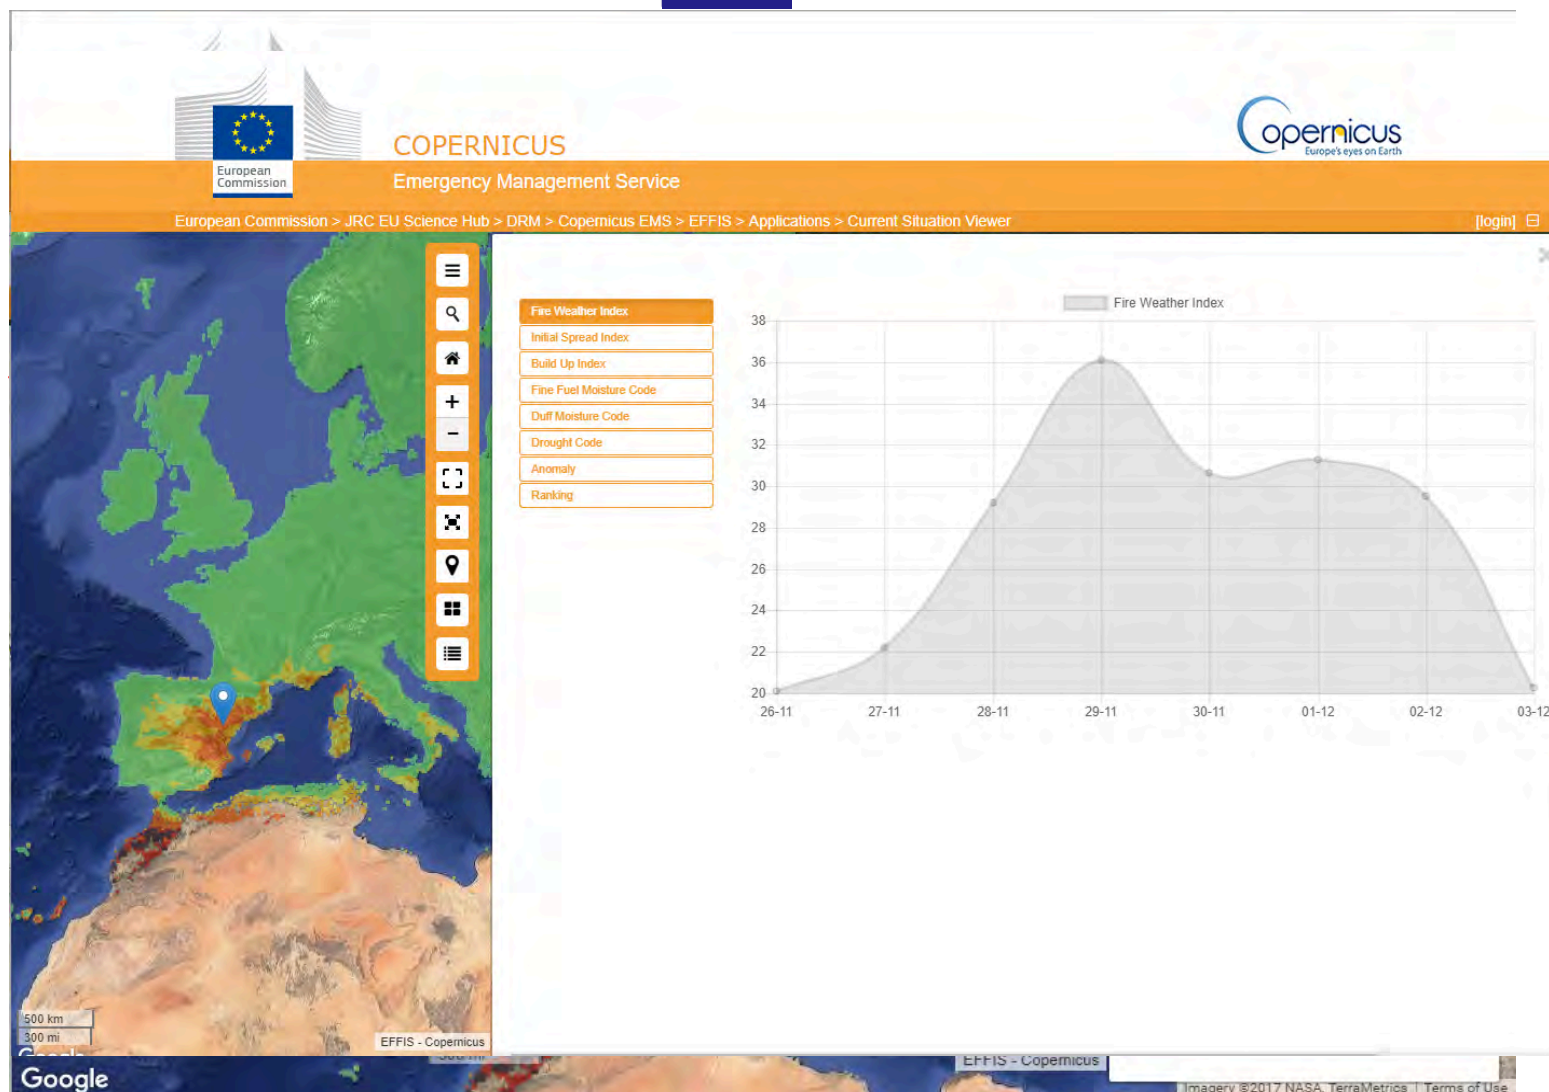 COPERNICUS
opernicus
Europe's eyes on Earth
European
Commission
Emergency Management Service
European Commission > JRC EU Science Hub > DRM > Copernicus EMS > EFFIS > Applications > Current Situation Viewer
[login]
Fire Weather Index
Initial Spread Index
Build Up Index
Fine Fuel Moisture Code
Duff Moisture Code
Drought Code
Anomaly
Ranking
Fire Weather Index
38
36
34
32
30
28
26
24
22
20
26-11
27-11
28-11
29-11
30-11
01-12
02-12
03-12
500 km
300 mi
EFFIS - Copernicus
Google
EFFIS - Copernicus
Google
Imagery ©2017 NASA, TerraMetrics
Terms of Use